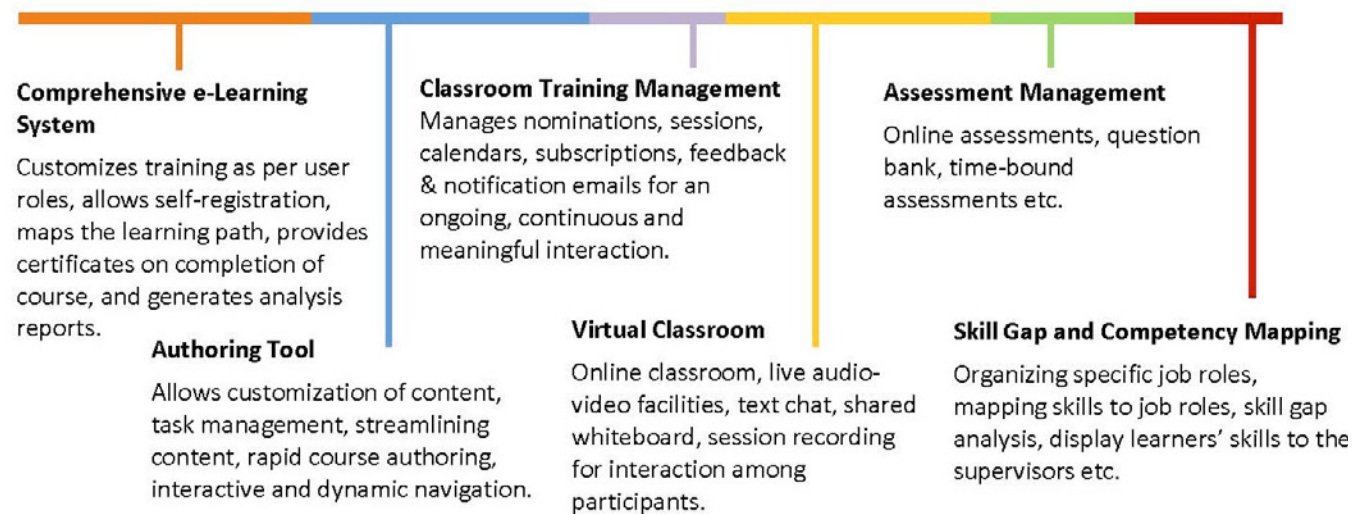 Comprehensive e-Learning
System
Customizes training as per user
roles, allows self-registration,
maps the learning path, provides
certificates on completion of
course, and generates analysis
reports.
Authoring Tool
Allows customization of content,
task management, streamlining
content, rapid course authoring,
interactive and dynamic navigation.
Classroom Training Management
Manages nominations, sessions,
calendars, subscriptions, feedback
& notification emails for an
ongoing, continuous and
meaningful interaction.
Virtual Classroom
Online classroom, live audio-
video facilities, text chat, shared
whiteboard, session recording
for interaction among
participants.
Assessment Management
Online assessments, question
bank, time-bound
assessments etc.
Skill Gap and Competency Mapping
Organizing specific job roles,
mapping skills to job roles, skill gap
analysis, display learners’ skills to the
supervisors etc.